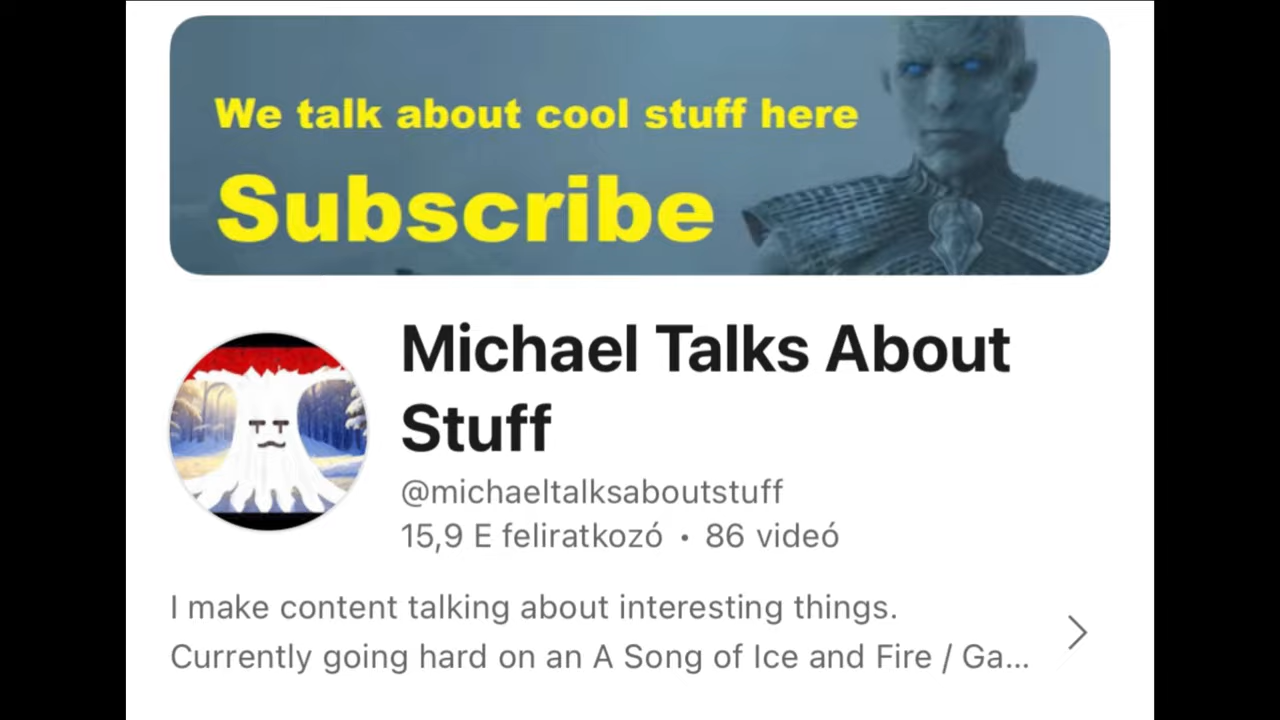 We talk about cool stuff here
Subscribe
Michael Talks About
Stuff
@michaeltalksaboutstuff
15,9 E feliratkozó • 86 videó
I make content talking about interesting things.
Currently going hard on an A Song of Ice and Fire / Ga...